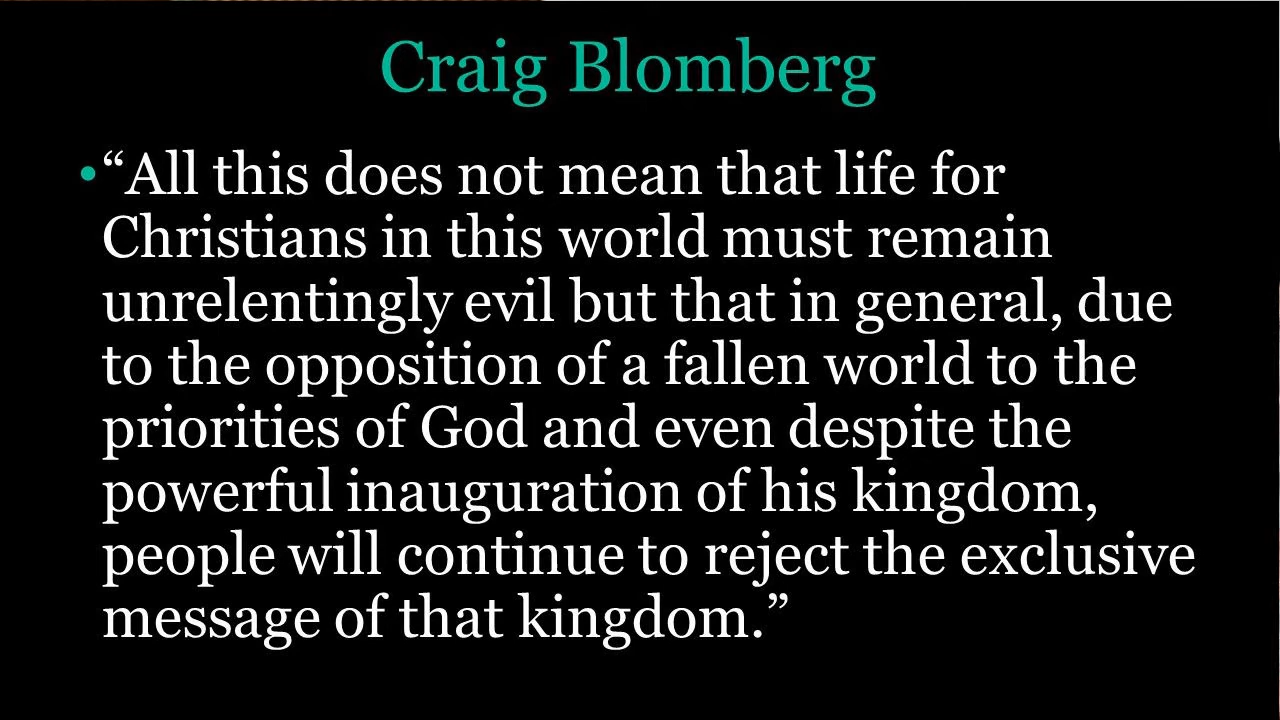 Craig Blomberg
•“All this does not mean that life for
Christians in this world must remain
unrelentingly evil but that in general, due
to the opposition of a fallen world to the
priorities of God and even despite the
powerful inauguration of his kingdom,
people will continue to reject the exclusive
message of that kingdom.”